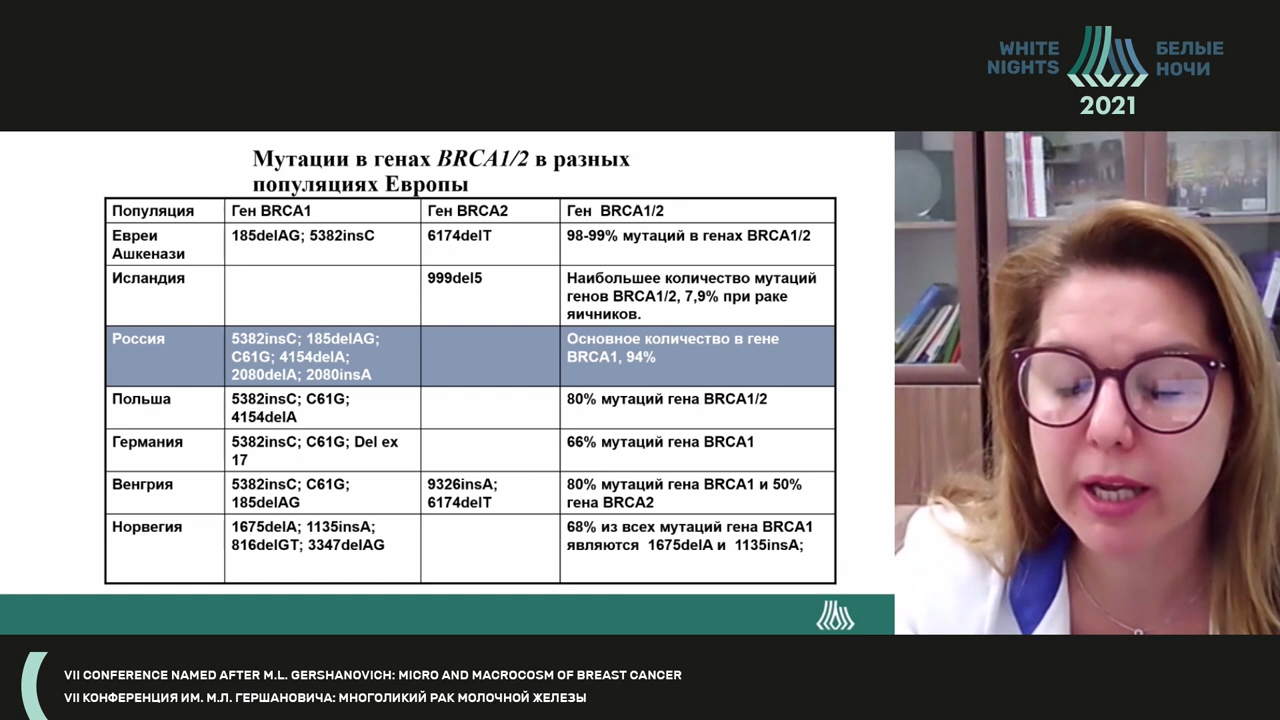 WHITE NIGHTS
БЕЛЫЕ НОЧИ
2021
Мутации в генах BRCA1/2 в разных
популяциях Европы
Популяция Ген BRCA1 Ген BRCA2 Ген BRCA1/2
Евреи Ашкенази 185delAG; 5382insC 6174delT 98-99% мутаций в генах BRCA1/2
Исландия 999del5 Наибольшее количество мутаций генов BRCA1/2, 7,9% при раке яичников.
Россия 5382insC; 185delAG; C61G; 4154delA; 2080delA; 2080insA Основное количество в гене BRCA1, 94%
Польша 5382insC; C61G; 4154delA 80% мутаций гена BRCA1/2
Германия 5382insC; C61G; Del ex 17 66% мутаций гена BRCA1
Венгрия 5382insC; C61G; 185delAG 9326insA; 6174delT 80% мутаций гена BRCA1 и 50% гена BRCA2
Норвегия 1675delA; 1135insA; 816delGT; 3347delAG 68% из всех мутаций гена BRCA1 являются 1675delA и 1135insA;
VII CONFERENCE NAMED AFTER M.L. GERSHANOVICH: MICRO AND MACROCOSM OF BREAST CANCER
VII КОНФЕРЕНЦИЯ ИМ. М.Л. ГЕРШАНОВИЧА: МНОГОЛИКИЙ РАК МОЛОЧНОЙ ЖЕЛЕЗЫ